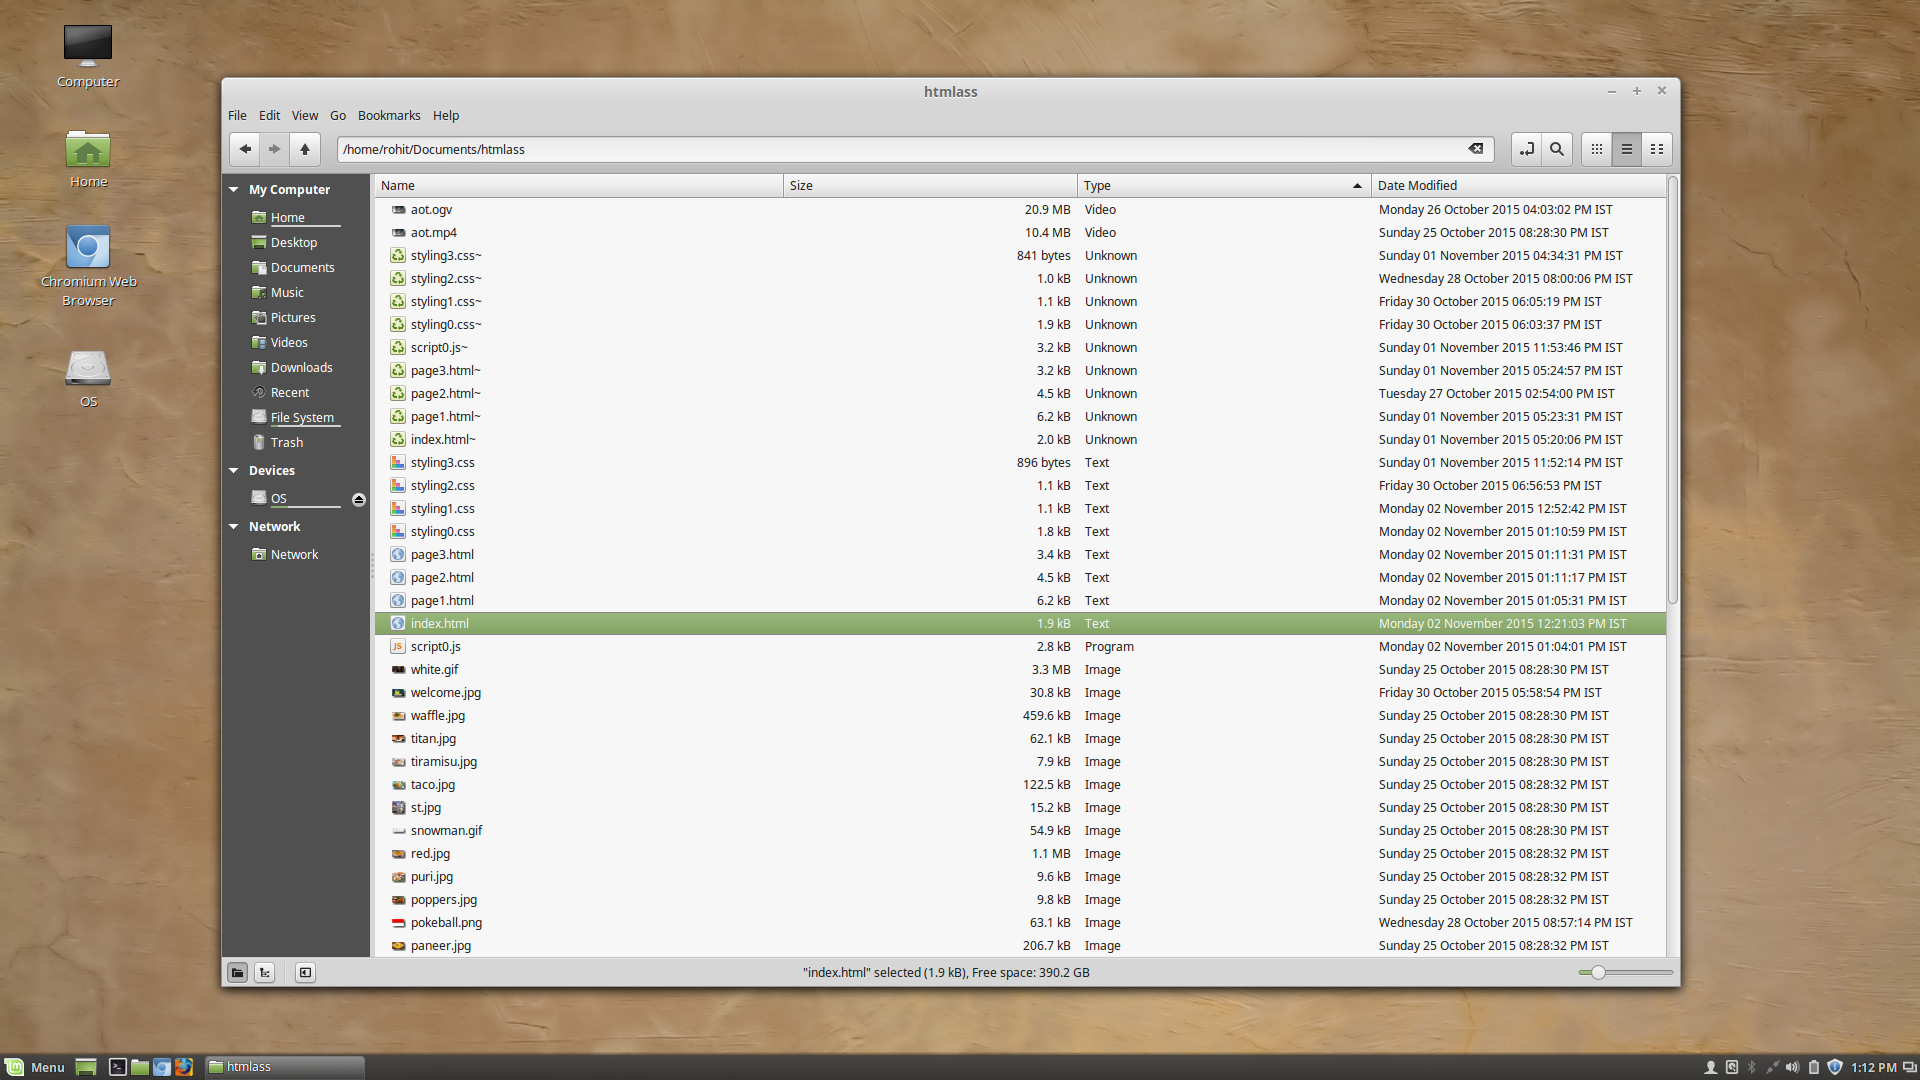 Computer
Home
Chromium Web
Browser
OS
htmlass
File Edit View Go Bookmarks Help
/home/rohit/Documents/htmlass
My Computer
Home
Desktop
Documents
Music
Pictures
Videos
Downloads
Recent
File System
Trash
Devices
OS
Network
Network
Name Size Type Date Modified
aot.ogv 20.9 MB Video Monday 26 October 2015 04:03:02 PM IST
aot.mp4 10.4 MB Video Sunday 25 October 2015 08:28:30 PM IST
styling3.css~ 841 bytes Unknown Sunday 01 November 2015 04:34:31 PM IST
styling2.css~ 1.0 kB Unknown Wednesday 28 October 2015 08:00:06 PM IST
styling1.css~ 1.1 kB Unknown Friday 30 October 2015 06:05:19 PM IST
styling0.css~ 1.9 kB Unknown Friday 30 October 2015 06:03:37 PM IST
script0.js~ 3.2 kB Unknown Sunday 01 November 2015 11:53:46 PM IST
page3.html~ 3.2 kB Unknown Sunday 01 November 2015 05:24:57 PM IST
page2.html~ 4.5 kB Unknown Tuesday 27 October 2015 02:54:00 PM IST
page1.html~ 6.2 kB Unknown Sunday 01 November 2015 05:23:31 PM IST
index.html~ 2.0 kB Unknown Sunday 01 November 2015 05:20:06 PM IST
styling3.css 896 bytes Text Sunday 01 November 2015 11:52:14 PM IST
styling2.css 1.1 kB Text Friday 30 October 2015 06:56:53 PM IST
styling1.css 1.1 kB Text Monday 02 November 2015 12:52:42 PM IST
styling0.css 1.8 kB Text Monday 02 November 2015 01:10:59 PM IST
page3.html 3.4 kB Text Monday 02 November 2015 01:11:31 PM IST
page2.html 4.5 kB Text Monday 02 November 2015 01:11:17 PM IST
page1.html 6.2 kB Text Monday 02 November 2015 01:05:31 PM IST
index.html 1.9 kB Text Monday 02 November 2015 12:21:03 PM IST
script0.js 2.8 kB Program Monday 02 November 2015 01:04:01 PM IST
white.gif 3.3 MB Image Sunday 25 October 2015 08:28:30 PM IST
welcome.jpg 30.8 kB Image Friday 30 October 2015 05:58:54 PM IST
waffle.jpg 459.6 kB Image Sunday 25 October 2015 08:28:30 PM IST
titan.jpg 62.1 kB Image Sunday 25 October 2015 08:28:30 PM IST
tiramisu.jpg 7.9 kB Image Sunday 25 October 2015 08:28:30 PM IST
taco.jpg 122.5 kB Image Sunday 25 October 2015 08:28:32 PM IST
st.jpg 15.2 kB Image Sunday 25 October 2015 08:28:30 PM IST
snowman.gif 54.9 kB Image Sunday 25 October 2015 08:28:30 PM IST
red.jpg 1.1 MB Image Sunday 25 October 2015 08:28:32 PM IST
puri.jpg 9.6 kB Image Sunday 25 October 2015 08:28:32 PM IST
poppers.jpg 9.8 kB Image Sunday 25 October 2015 08:28:32 PM IST
pokeball.png 63.1 kB Image Wednesday 28 October 2015 08:57:14 PM IST
paneer.jpg 206.7 kB Image Sunday 25 October 2015 08:28:32 PM IST
"index.html" selected (1.9 kB), Free space: 390.2 GB
Menu htmlass 1:12 PM